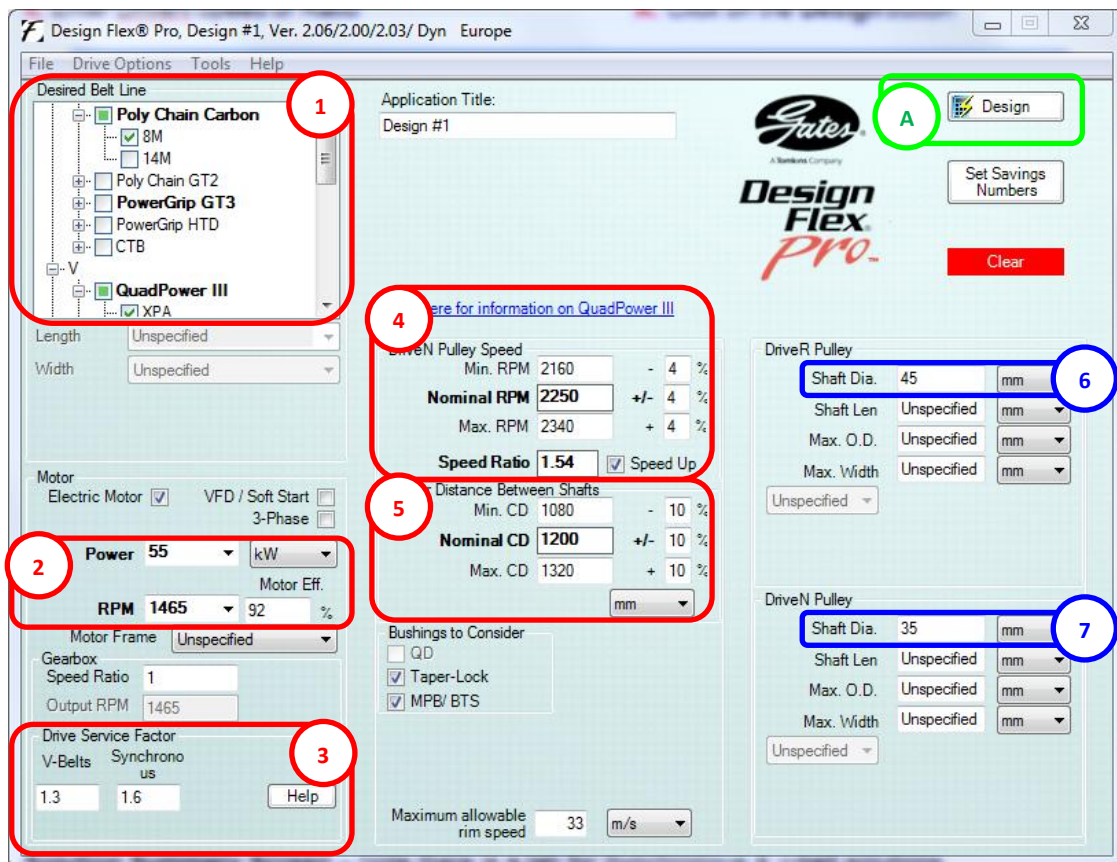 Design Flex® Pro, Design #1, Ver. 2.06/2.00/2.03/ Dyn Europe
File Drive Options Tools Help
Desired Belt Line
1
Poly Chain Carbon
8M
14M
Poly Chain GT2
PowerGrip GT3
PowerGrip HTD
CTB
V
QuadPower III
XPA
Length Unspecified
Width Unspecified
Application Title:
Design #1
Gates
A Tomkins Company
Design
Flex®
Pro™
A
Design
Set Savings
Numbers
Clear
4
ere for information on QuadPower III
DriveN Pulley Speed
Min. RPM 2160 - 4 %
Nominal RPM 2250 +/- 4 %
Max. RPM 2340 + 4 %
Speed Ratio 1.54 Speed Up
5
Distance Between Shafts
Min. CD 1080 - 10 %
Nominal CD 1200 +/- 10 %
Max. CD 1320 + 10 %
mm
Motor
Electric Motor VFD / Soft Start
3-Phase
2
Power 55 kW
Motor Eff.
RPM 1465 92 %
Motor Frame Unspecified
Gearbox
Speed Ratio 1
Output RPM 1465
Drive Service Factor
3
V-Belts Synchrono
us
1.3 1.6 Help
Bushings to Consider
QD
Taper-Lock
MPB/ BTS
Maximum allowable
rim speed 33 m/s
DriveR Pulley
Shaft Dia. 45 mm 6
Shaft Len Unspecified mm
Max. O.D. Unspecified mm
Max. Width Unspecified mm
Unspecified
DriveN Pulley
Shaft Dia. 35 mm 7
Shaft Len Unspecified mm
Max. O.D. Unspecified mm
Max. Width Unspecified mm
Unspecified